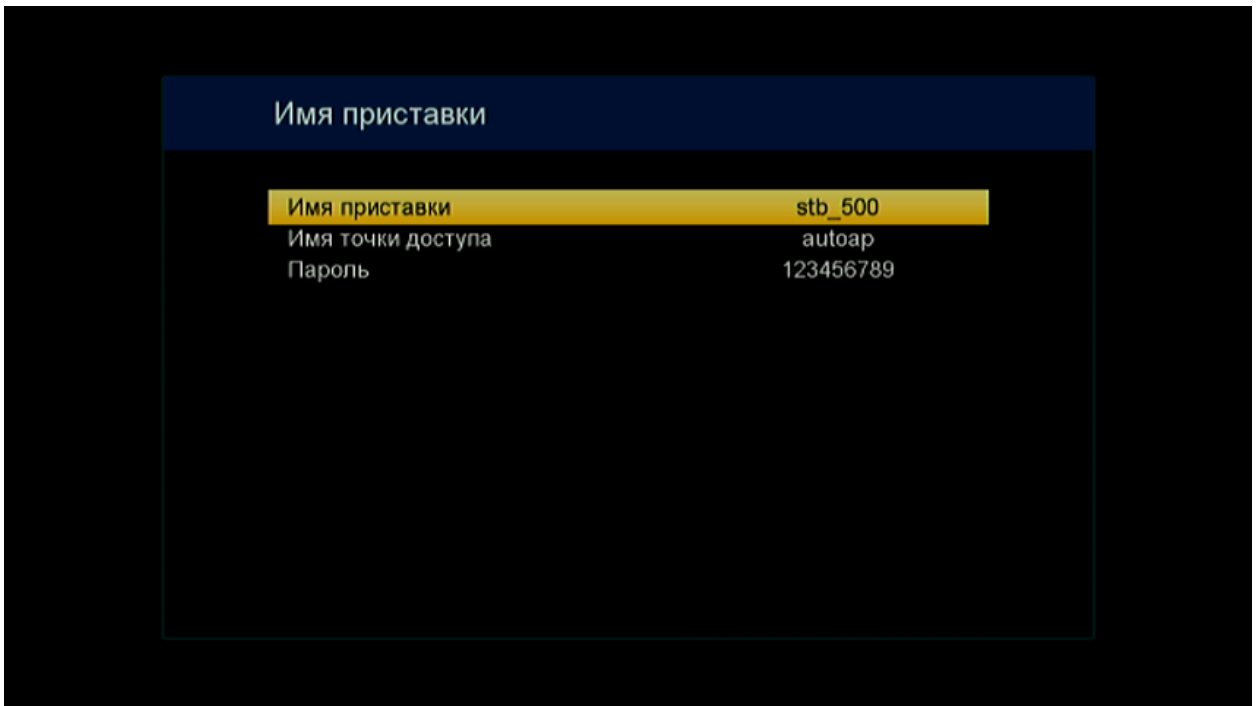 Имя приставки
Имя приставки stb_500
Имя точки доступа autoap
Пароль 123456789